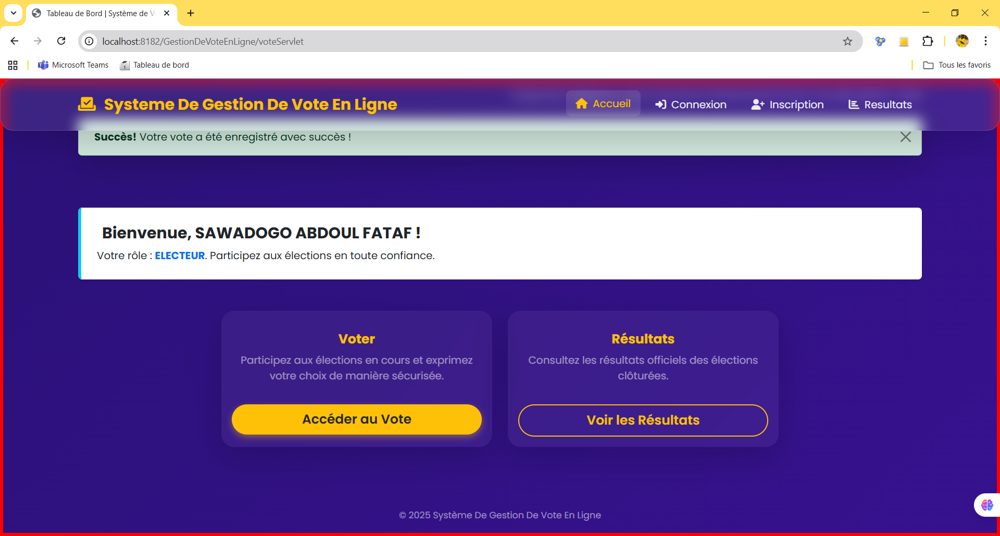 Tableau de Bord | Système de V
localhost:8182/GestionDeVoteEnLigne/voteServlet
Microsoft Teams
Tableau de bord
Tous les favoris
Systeme De Gestion De Vote En Ligne
Accueil
Connexion
Inscription
Resultats
Succès! Votre vote a été enregistré avec succès !
Bienvenue, SAWADOGO ABDOUL FATAF !
Votre rôle : ELECTEUR. Participez aux élections en toute confiance.
Voter
Participez aux élections en cours et exprimez
votre choix de manière sécurisée.
Accéder au Vote
Résultats
Consultez les résultats officiels des élections
clôturées.
Voir les Résultats
© 2025 Système De Gestion De Vote En Ligne